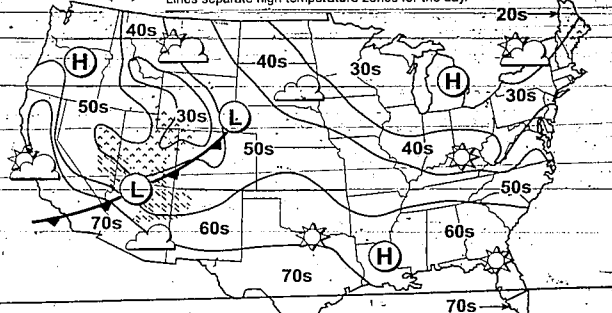 Lines separate high temperature zones for the day.
20s
40s
H
40s
30s
H
30s
50s
30s
L
50s
40s
L
50s
70s
60s
60s
H
70s
70s